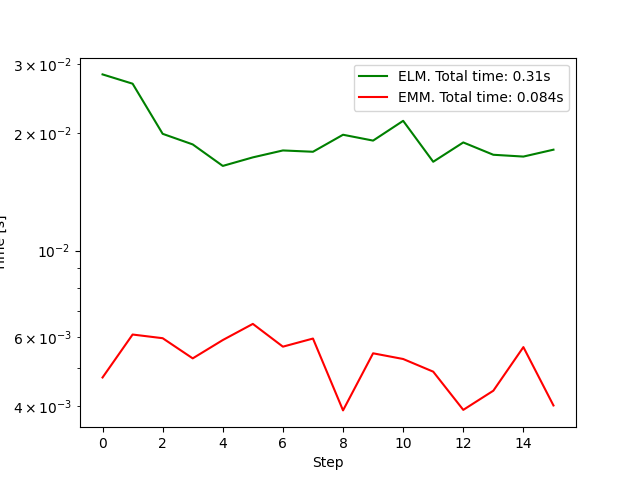 ELM. Total time: 0.31s
EMM. Total time: 0.084s
3 × 10⁻²
2 × 10⁻²
10⁻²
6 × 10⁻³
4 × 10⁻³
0 2 4 6 8 10 12 14
Step